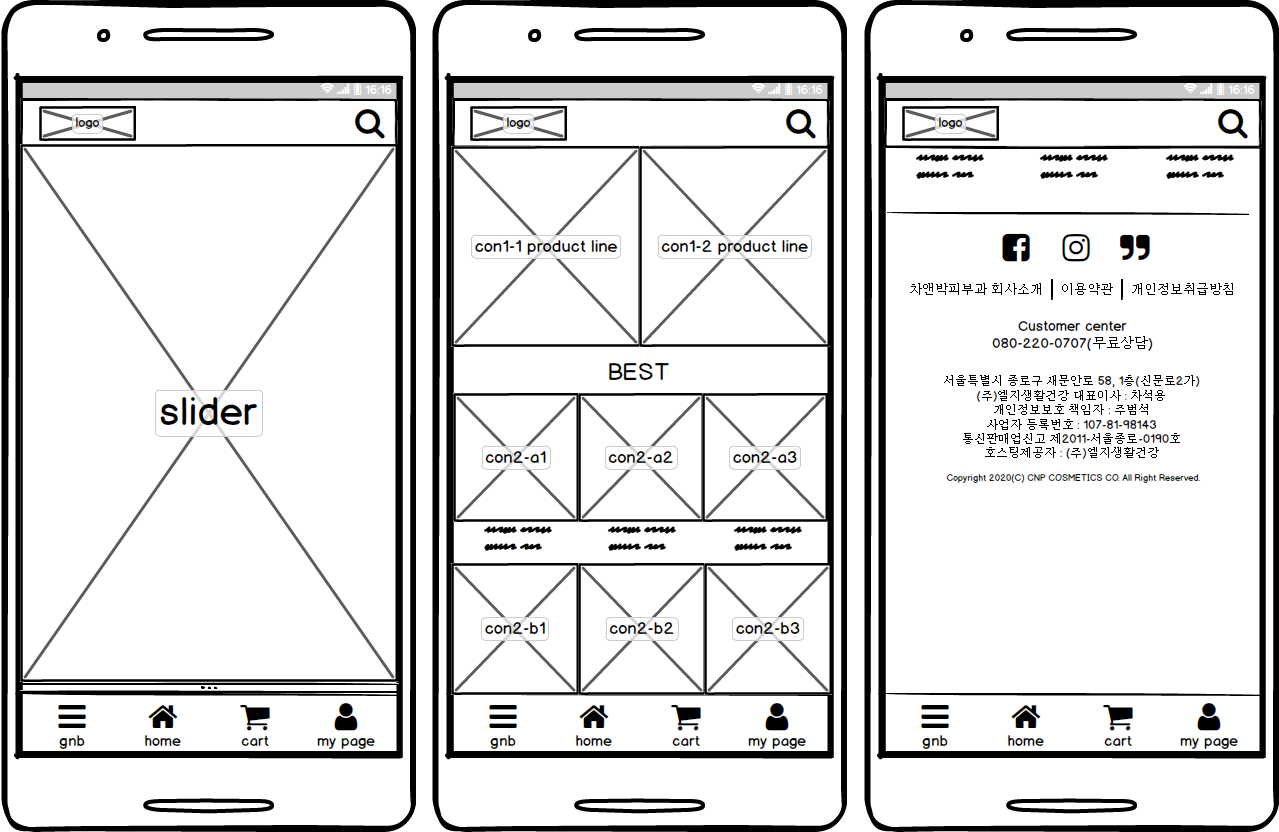 16:16
logo
slider
gnb home cart my page
16:16
logo
con1-1 product line con1-2 product line
BEST
con2-a1 con2-a2 con2-a3
con2-b1 con2-b2 con2-b3
gnb home cart my page
16:16
logo
차앤박피부과 회사소개 | 이용약관 | 개인정보취급방침
Customer center
080-220-0707(무료상담)
서울특별시 종로구 새문안로 58, 1층(신문로2가)
(주)엘지생활건강 대표이사 : 차석용
개인정보보호 책임자 : 주범석
사업자 등록번호 : 107-81-98143
통신판매업신고 제2011-서울종로-0190호
호스팅제공자 : (주)엘지생활건강
Copyright 2020(C) CNP COSMETICS CO. All Right Reserved.
gnb home cart my page